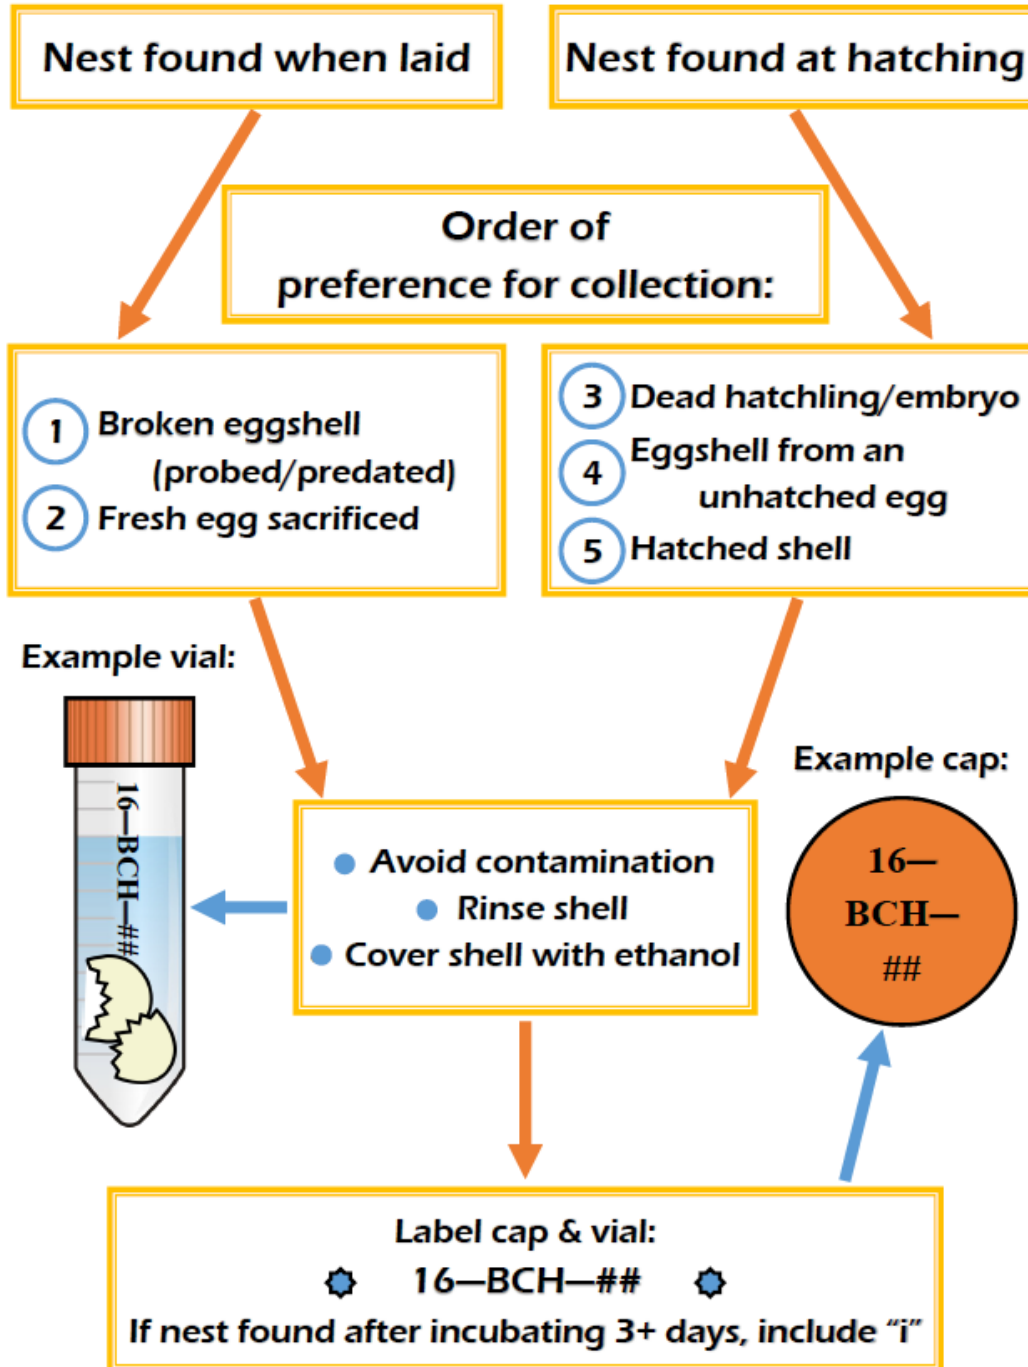 Nest found when laid
Nest found at hatching
Order of
preference for collection:
1 Broken eggshell
(probed/predated)
2 Fresh egg sacrificed
3 Dead hatchling/embryo
4 Eggshell from an
unhatched egg
5 Hatched shell
Example vial:
16—BCH—##
Avoid contamination
Rinse shell
Cover shell with ethanol
Example cap:
16—
BCH—
##
Label cap & vial:
16—BCH—##
If nest found after incubating 3+ days, include “i”